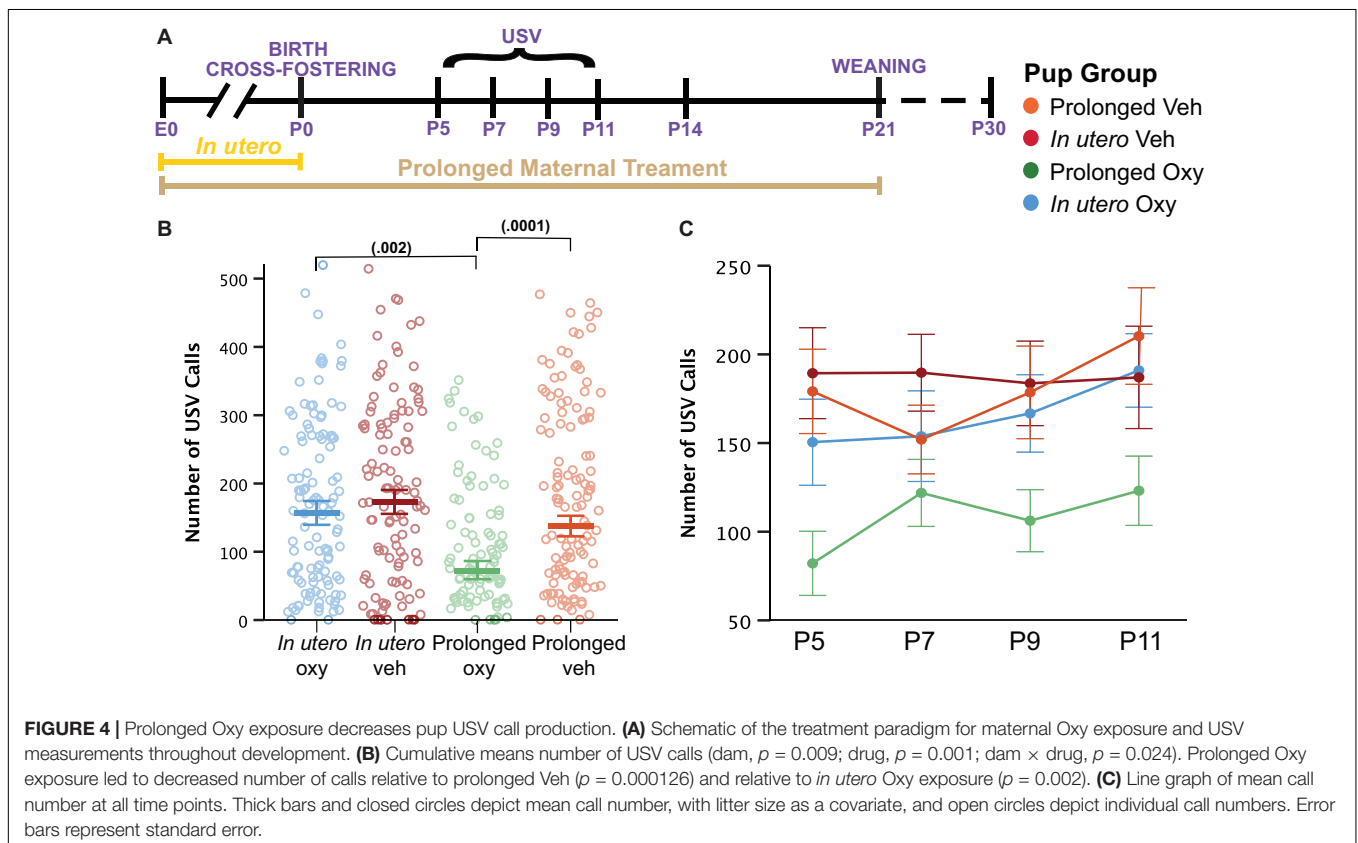 A
BIRTH
CROSS-FOSTERING
USV
WEANING
E0
P0
P5
P7
P9
P11
P14
P21
P30
In utero
Prolonged Maternal Treament
Pup Group
Prolonged Veh
In utero Veh
Prolonged Oxy
In utero Oxy
B
(.002)
(.0001)
Number of USV Calls
500
400
300
200
100
0
In utero
oxy
In utero
veh
Prolonged
oxy
Prolonged
veh
C
Number of USV Calls
250
200
150
100
50
P5
P7
P9
P11
FIGURE 4 | Prolonged Oxy exposure decreases pup USV call production. (A) Schematic of the treatment paradigm for maternal Oxy exposure and USV
measurements throughout development. (B) Cumulative means number of USV calls (dam, p = 0.009; drug, p = 0.001; dam × drug, p = 0.024). Prolonged Oxy
exposure led to decreased number of calls relative to prolonged Veh (p = 0.000126) and relative to in utero Oxy exposure (p = 0.002). (C) Line graph of mean call
number at all time points. Thick bars and closed circles depict mean call number, with litter size as a covariate, and open circles depict individual call numbers. Error
bars represent standard error.